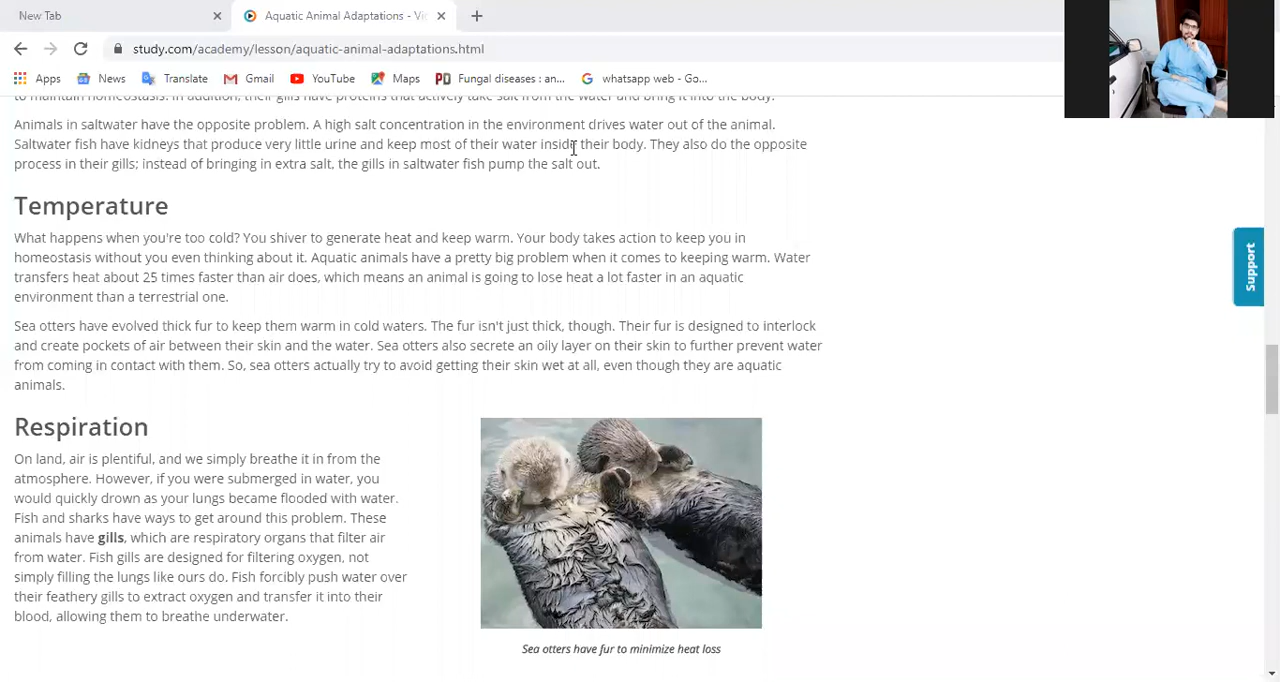 New Tab
Aquatic Animal Adaptations - Vi
study.com/academy/lesson/aquatic-animal-adaptations.html
Apps
News
Translate
Gmail
YouTube
Maps
Fungal diseases : an...
whatsapp web - Go...
to maintain homeostasis. In addition, their gills have proteins that actively take salt from the water and bring it into the body.
Animals in saltwater have the opposite problem. A high salt concentration in the environment drives water out of the animal.
Saltwater fish have kidneys that produce very little urine and keep most of their water inside their body. They also do the opposite
process in their gills; instead of bringing in extra salt, the gills in saltwater fish pump the salt out.
Temperature
What happens when you're too cold? You shiver to generate heat and keep warm. Your body takes action to keep you in
homeostasis without you even thinking about it. Aquatic animals have a pretty big problem when it comes to keeping warm. Water
transfers heat about 25 times faster than air does, which means an animal is going to lose heat a lot faster in an aquatic
environment than a terrestrial one.
Sea otters have evolved thick fur to keep them warm in cold waters. The fur isn't just thick, though. Their fur is designed to interlock
and create pockets of air between their skin and the water. Sea otters also secrete an oily layer on their skin to further prevent water
from coming in contact with them. So, sea otters actually try to avoid getting their skin wet at all, even though they are aquatic
animals.
Respiration
On land, air is plentiful, and we simply breathe it in from the
atmosphere. However, if you were submerged in water, you
would quickly drown as your lungs became flooded with water.
Fish and sharks have ways to get around this problem. These
animals have gills, which are respiratory organs that filter air
from water. Fish gills are designed for filtering oxygen, not
simply filling the lungs like ours do. Fish forcibly push water over
their feathery gills to extract oxygen and transfer it into their
blood, allowing them to breathe underwater.
Sea otters have fur to minimize heat loss
Support